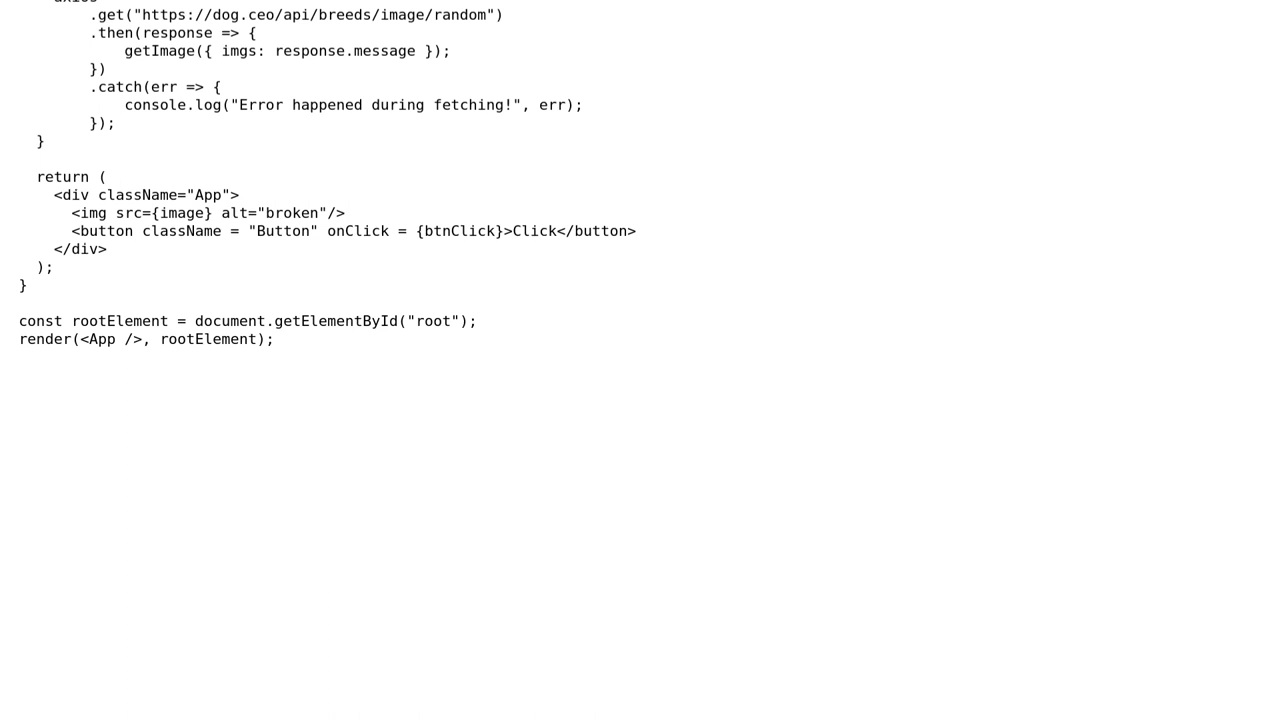 axios
.get("https://dog.ceo/api/breeds/image/random")
.then(response => {
getImage({ imgs: response.message });
})
.catch(err => {
console.log("Error happened during fetching!", err);
});
}
return (
<div className="App">
<img src={image} alt="broken"/>
<button className = "Button" onClick = {btnClick}>Click</button>
</div>
);
}
const rootElement = document.getElementById("root");
render(<App />, rootElement);